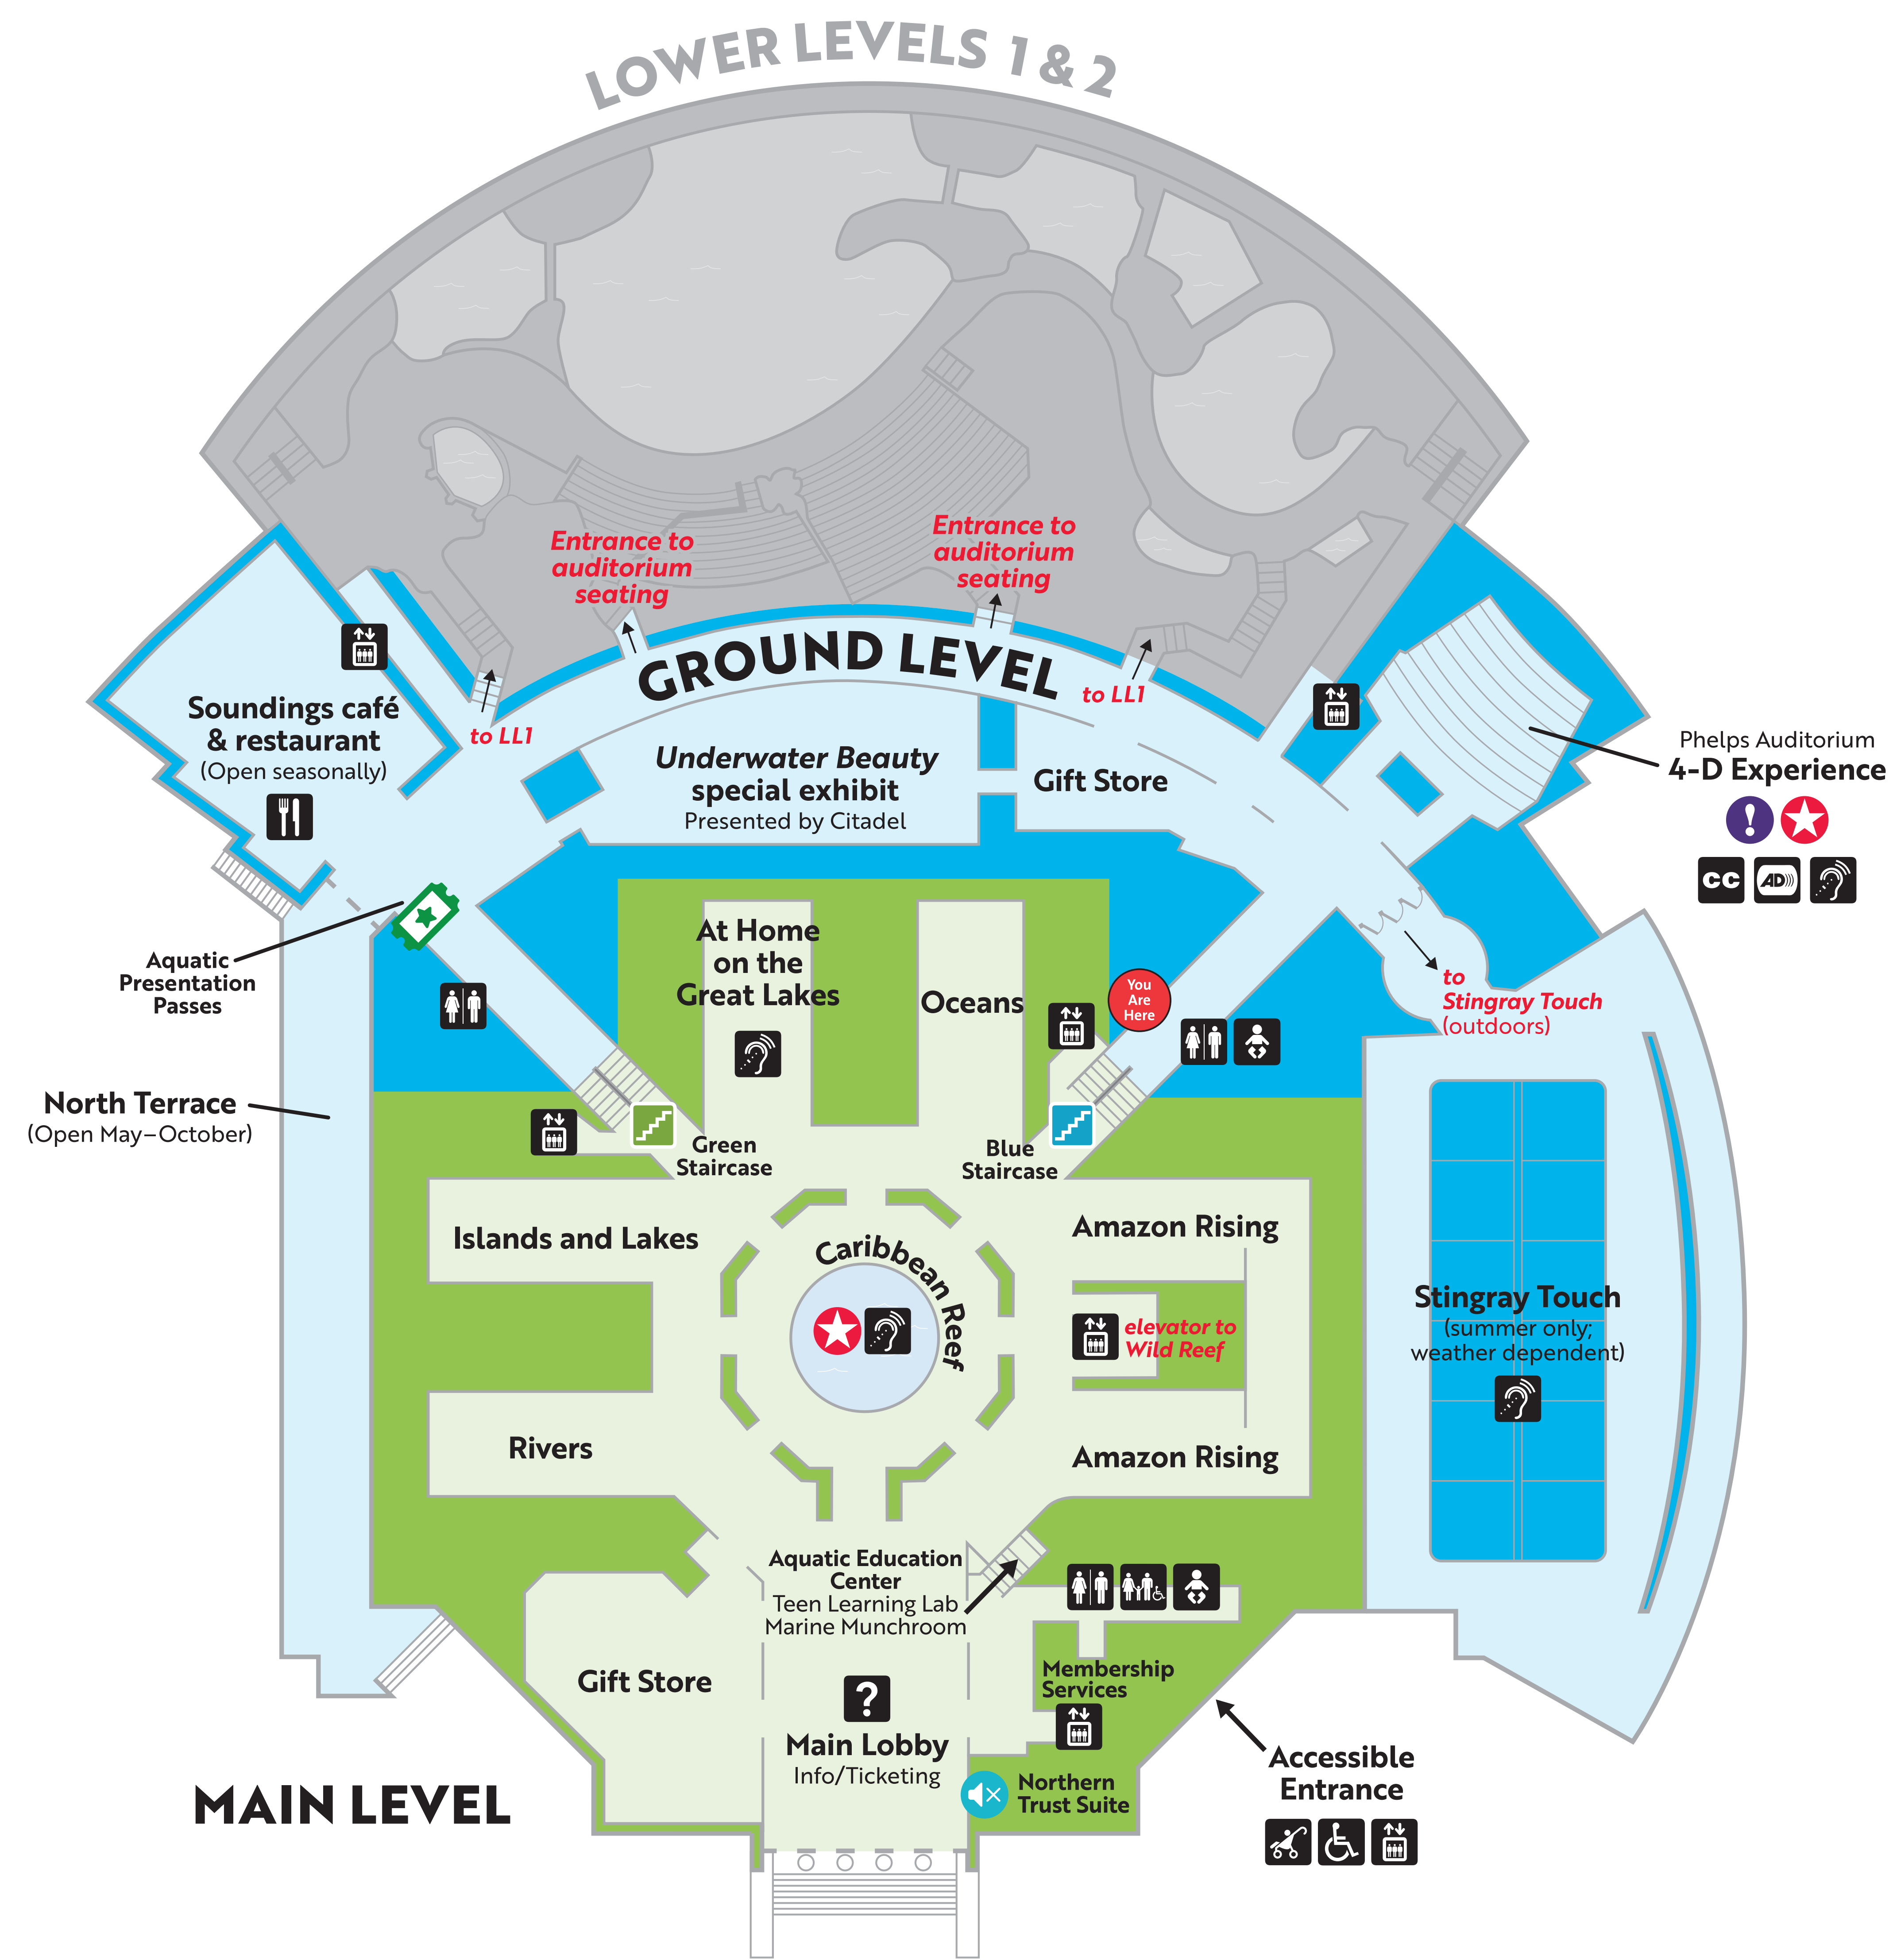 LOWER LEVELS 1 & 2
Entrance to
auditorium
seating
Entrance to
auditorium
seating
GROUND LEVEL
to LL1
to LL1
Soundings café
& restaurant
(Open seasonally)
Underwater Beauty
special exhibit
Presented by Citadel
Gift Store
Phelps Auditorium
4-D Experience
!
CC
AD
Aquatic
Presentation
Passes
At Home
on the
Great Lakes
Oceans
You
Are
Here
to
Stingray Touch
(outdoors)
North Terrace
(Open May–October)
Green
Staircase
Blue
Staircase
Islands and Lakes
Caribbean Reef
Amazon Rising
elevator to
Wild Reef
Stingray Touch
(summer only;
weather dependent)
Rivers
Amazon Rising
Aquatic Education
Center
Teen Learning Lab
Marine Munchroom
Gift Store
?
Main Lobby
Info/Ticketing
Membership
Services
Northern
Trust Suite
Accessible
Entrance
MAIN LEVEL